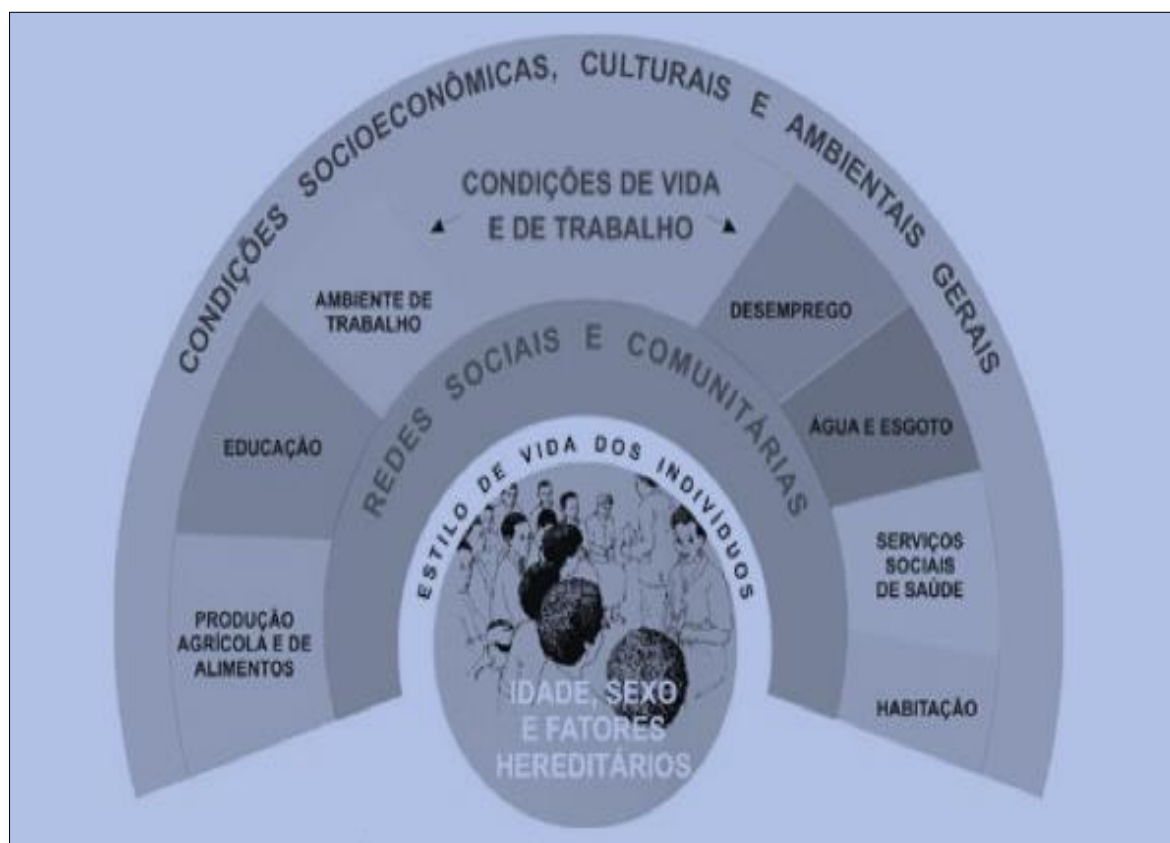 CONDIÇÕES SOCIOECONÔMICAS, CULTURAIS E AMBIENTAIS GERAIS
CONDIÇÕES DE VIDA
E DE TRABALHO
AMBIENTE DE
TRABALHO
DESEMPREGO
REDES SOCIAIS E COMUNITÁRIAS
EDUCAÇÃO
ÁGUA E ESGOTO
ESTILO DE VIDA DOS INDIVÍDUOS
SERVIÇOS
SOCIAIS
DE SAÚDE
PRODUÇÃO
AGRÍCOLA E DE
ALIMENTOS
HABITAÇÃO
IDADE, SEXO
E FATORES
HEREDITÁRIOS